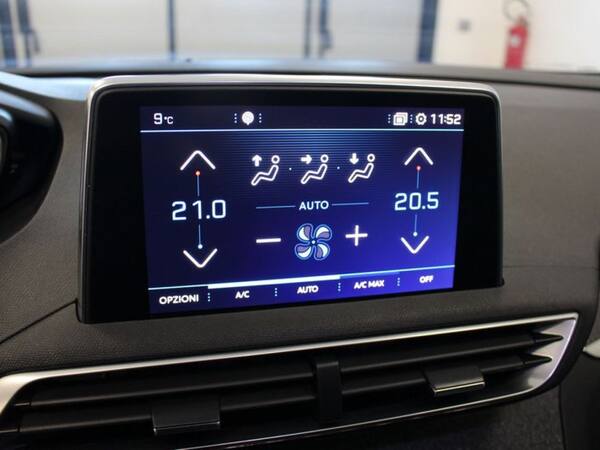 9°C 11:52
21.0 AUTO 20.5
OPZIONI A/C AUTO A/C MAX OFF